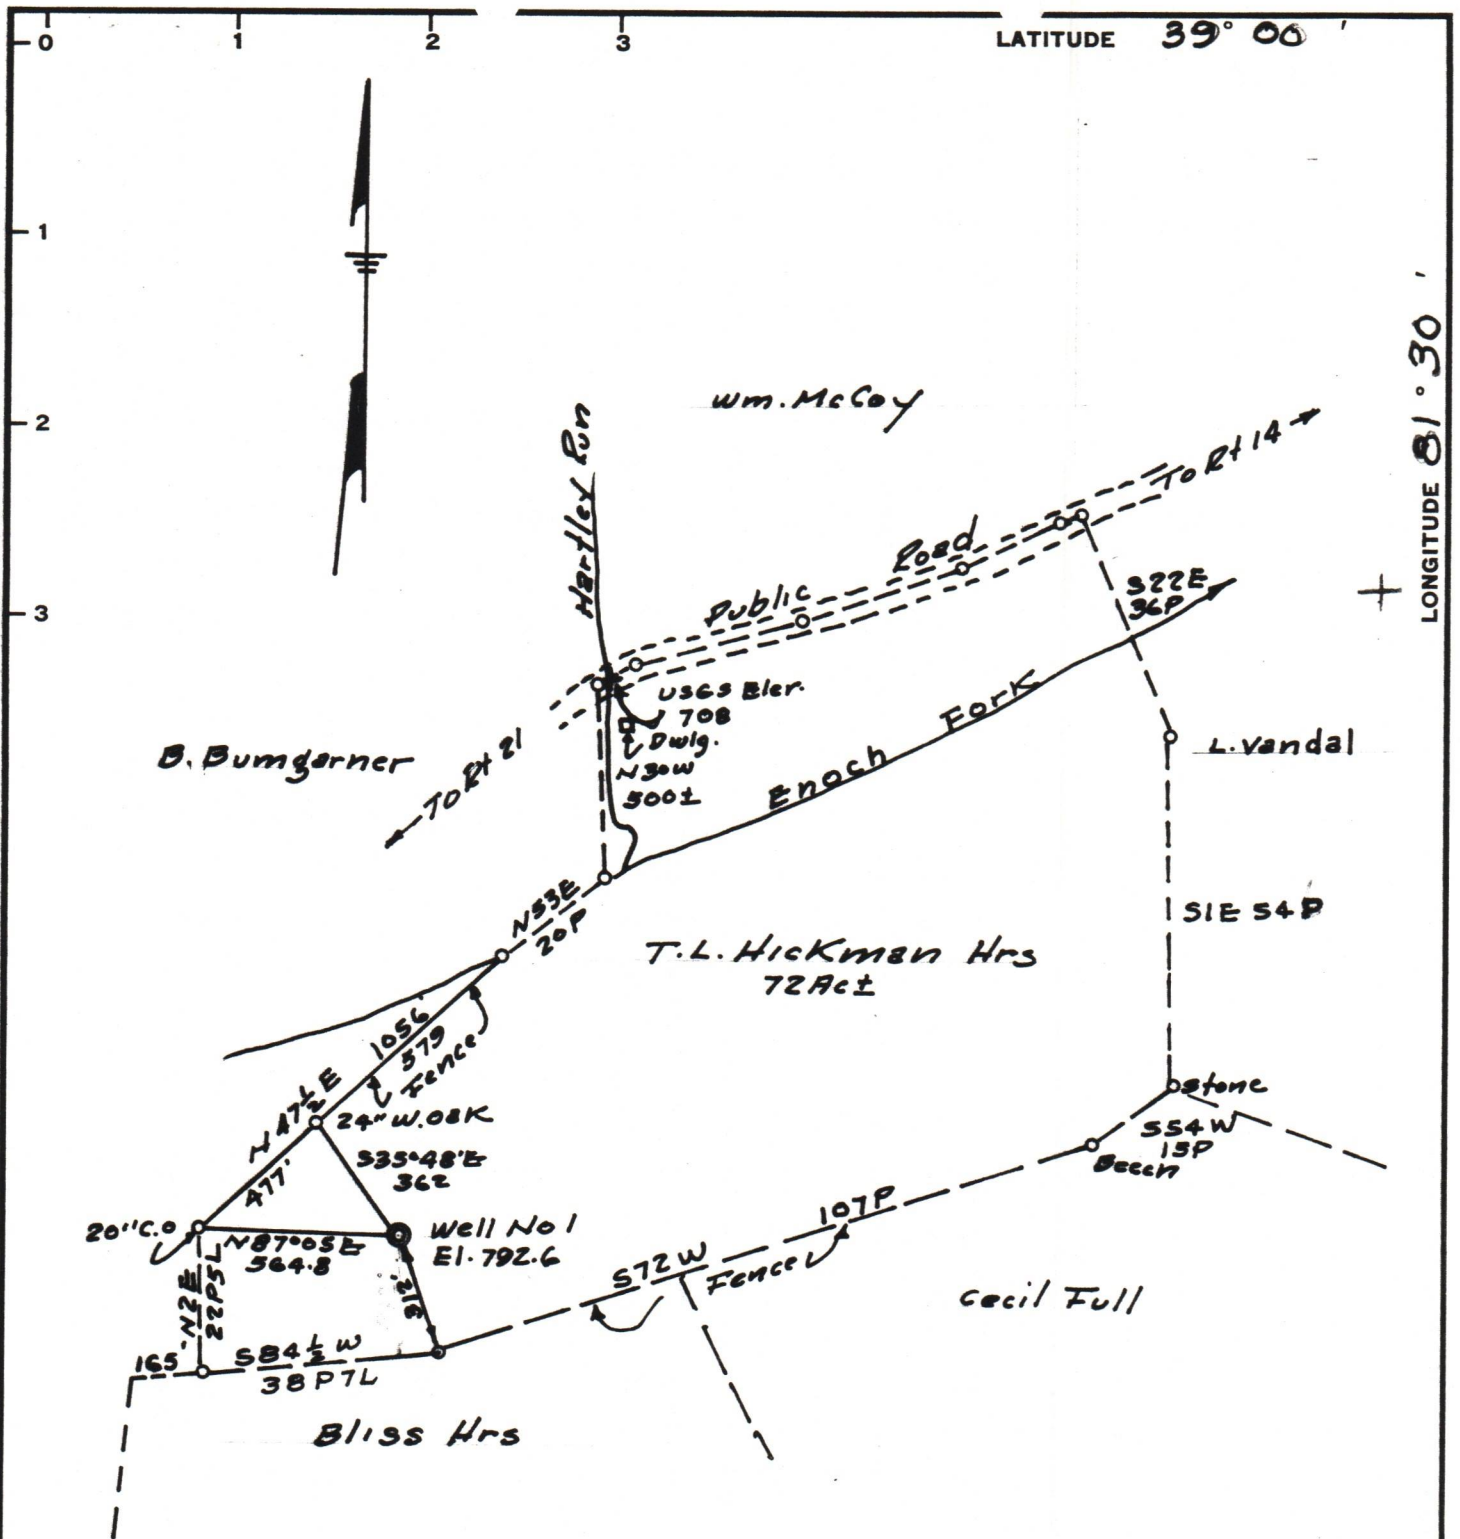 0 1 2 3 LATITUDE 39° 00'
1
2
3
LONGITUDE 81° 30'
Wm. McCoy
Hartley Run
To Rt 14
Public Road
S22E
36P
USGS Elev.
708
Dwlg.
N30W
500±
B. Bumgarner
To Rt 21
Enoch Fork
L. Vandal
N53E
20P
S1E 54P
T.L. Hickman Hrs
72Ac±
1056'
579
Fence
N47½E
477'
24" W.Oak
Stone
S54W
15P
Beech
S35°48'E
362
107P
20" C.O
N87°05E
564.8
Well No 1
El. 792.6
S72W
Fence
N2E
22P5L
312'
Cecil Full
165'
S84½W
38P7L
Bliss Hrs